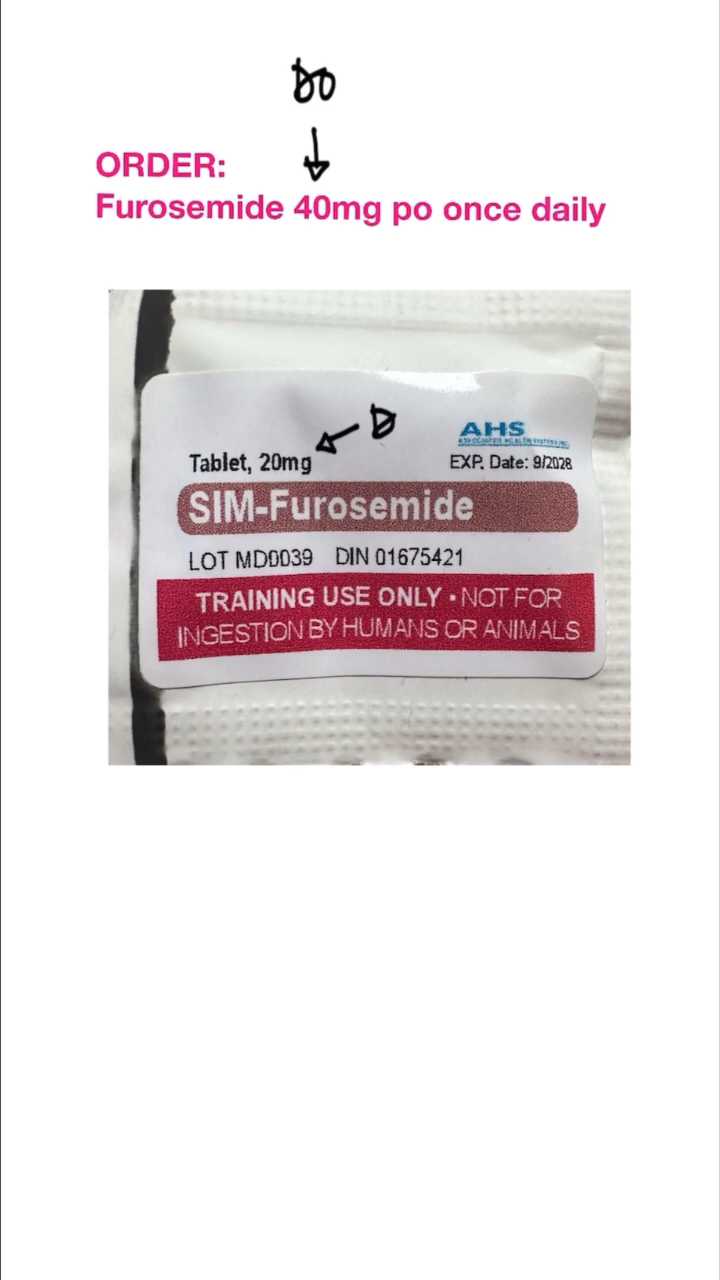 DO
ORDER:
Furosemide 40mg po once daily
D
AHS
Tablet, 20mg
EXP. Date: 9/2028
SIM-Furosemide
LOT MD0039 DIN 01675421
TRAINING USE ONLY • NOT FOR
INGESTION BY HUMANS OR ANIMALS